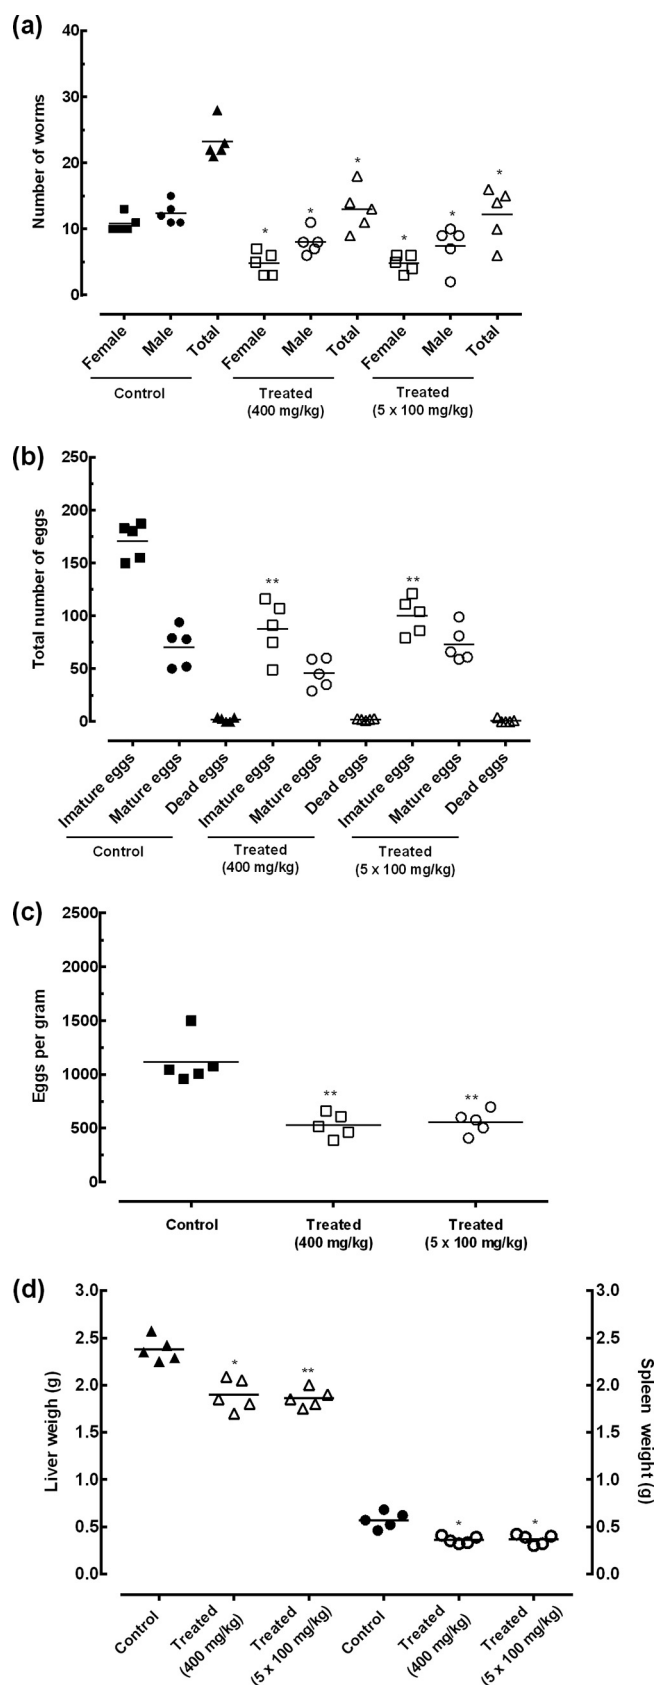 (a)
Number of worms
40
30
20
10
0
*
*
*
*
*
*
Female
Male
Total
Female
Male
Total
Female
Male
Total
Control
Treated
(400 mg/kg)
Treated
(5 x 100 mg/kg)
(b)
Total number of eggs
250
200
150
100
50
0
**
**
Imature eggs
Mature eggs
Dead eggs
Imature eggs
Mature eggs
Dead eggs
Imature eggs
Mature eggs
Dead eggs
Control
Treated
(400 mg/kg)
Treated
(5 x 100 mg/kg)
(c)
Eggs per gram
2500
2000
1500
1000
500
0
**
**
Control
Treated
(400 mg/kg)
Treated
(5 x 100 mg/kg)
(d)
Liver weigh (g)
3.0
2.5
2.0
1.5
1.0
0.5
0.0
*
**
*
*
3.0
2.5
2.0
1.5
1.0
0.5
0.0
Spleen weight (g)
Control
Treated
(400 mg/kg)
Treated
(5 x 100 mg/kg)
Control
Treated
(400 mg/kg)
Treated
(5 x 100 mg/kg)